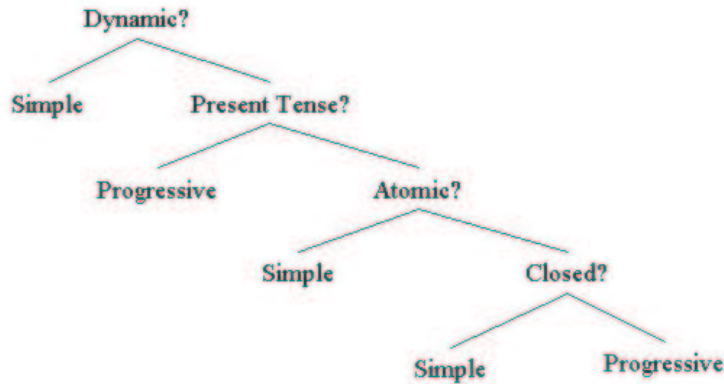 Dynamic?
Simple
Present Tense?
Progressive
Atomic?
Simple
Closed?
Simple
Progressive